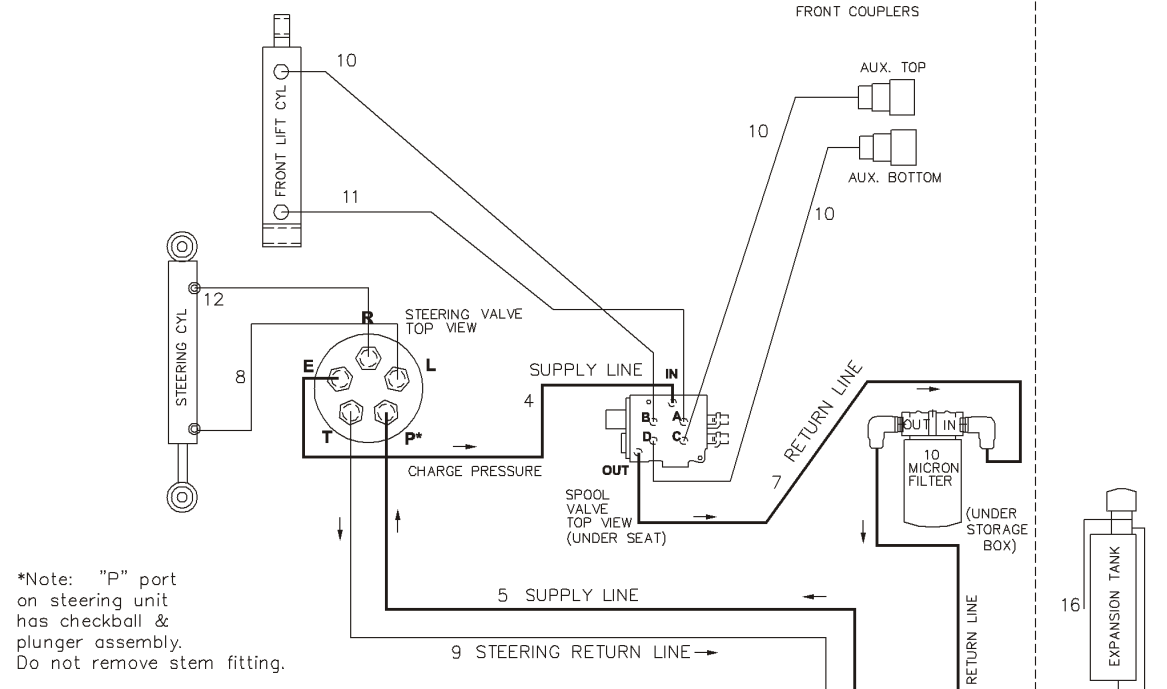 FRONT COUPLERS
10
AUX. TOP
FRONT LIFT CYL
10
AUX. BOTTOM
11
10
12
R
STEERING VALVE
TOP VIEW
STEERING CYL
8
E
L
SUPPLY LINE
IN
4
RETURN LINE
B
A
D
C
OUT
IN
T
P*
10
MICRON
FILTER
CHARGE PRESSURE
OUT
7
SPOOL
VALVE
TOP VIEW
(UNDER SEAT)
(UNDER
STORAGE
BOX)
EXPANSION TANK
*Note: "P" port
on steering unit
has checkball &
plunger assembly.
Do not remove stem fitting.
5 SUPPLY LINE
16
RETURN LINE
9 STEERING RETURN LINE